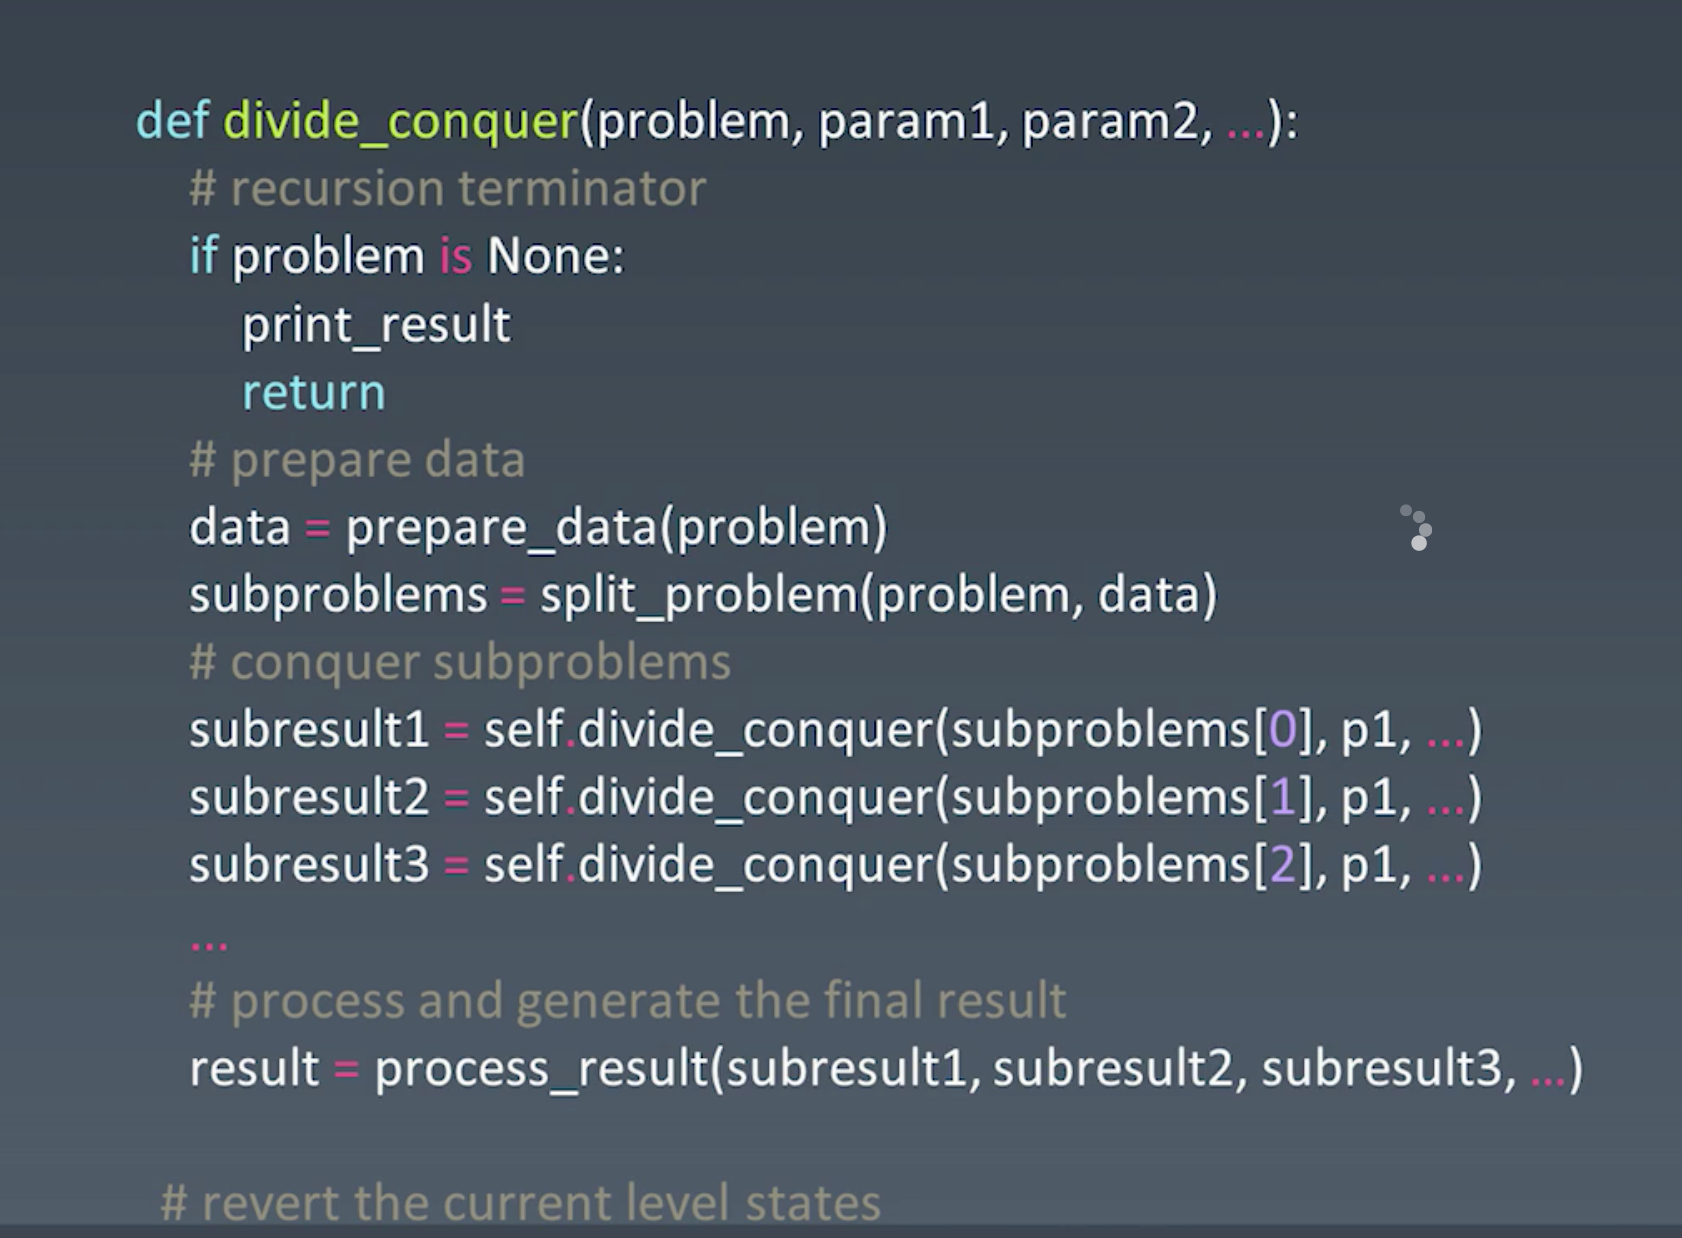 def divide_conquer(problem, param1, param2, ...):
# recursion terminator
if problem is None:
print_result
return
# prepare data
data = prepare_data(problem)
subproblems = split_problem(problem, data)
# conquer subproblems
subresult1 = self.divide_conquer(subproblems[0], p1, ...)
subresult2 = self.divide_conquer(subproblems[1], p1, ...)
subresult3 = self.divide_conquer(subproblems[2], p1, ...)
...
# process and generate the final result
result = process_result(subresult1, subresult2, subresult3, ...)
# revert the current level states